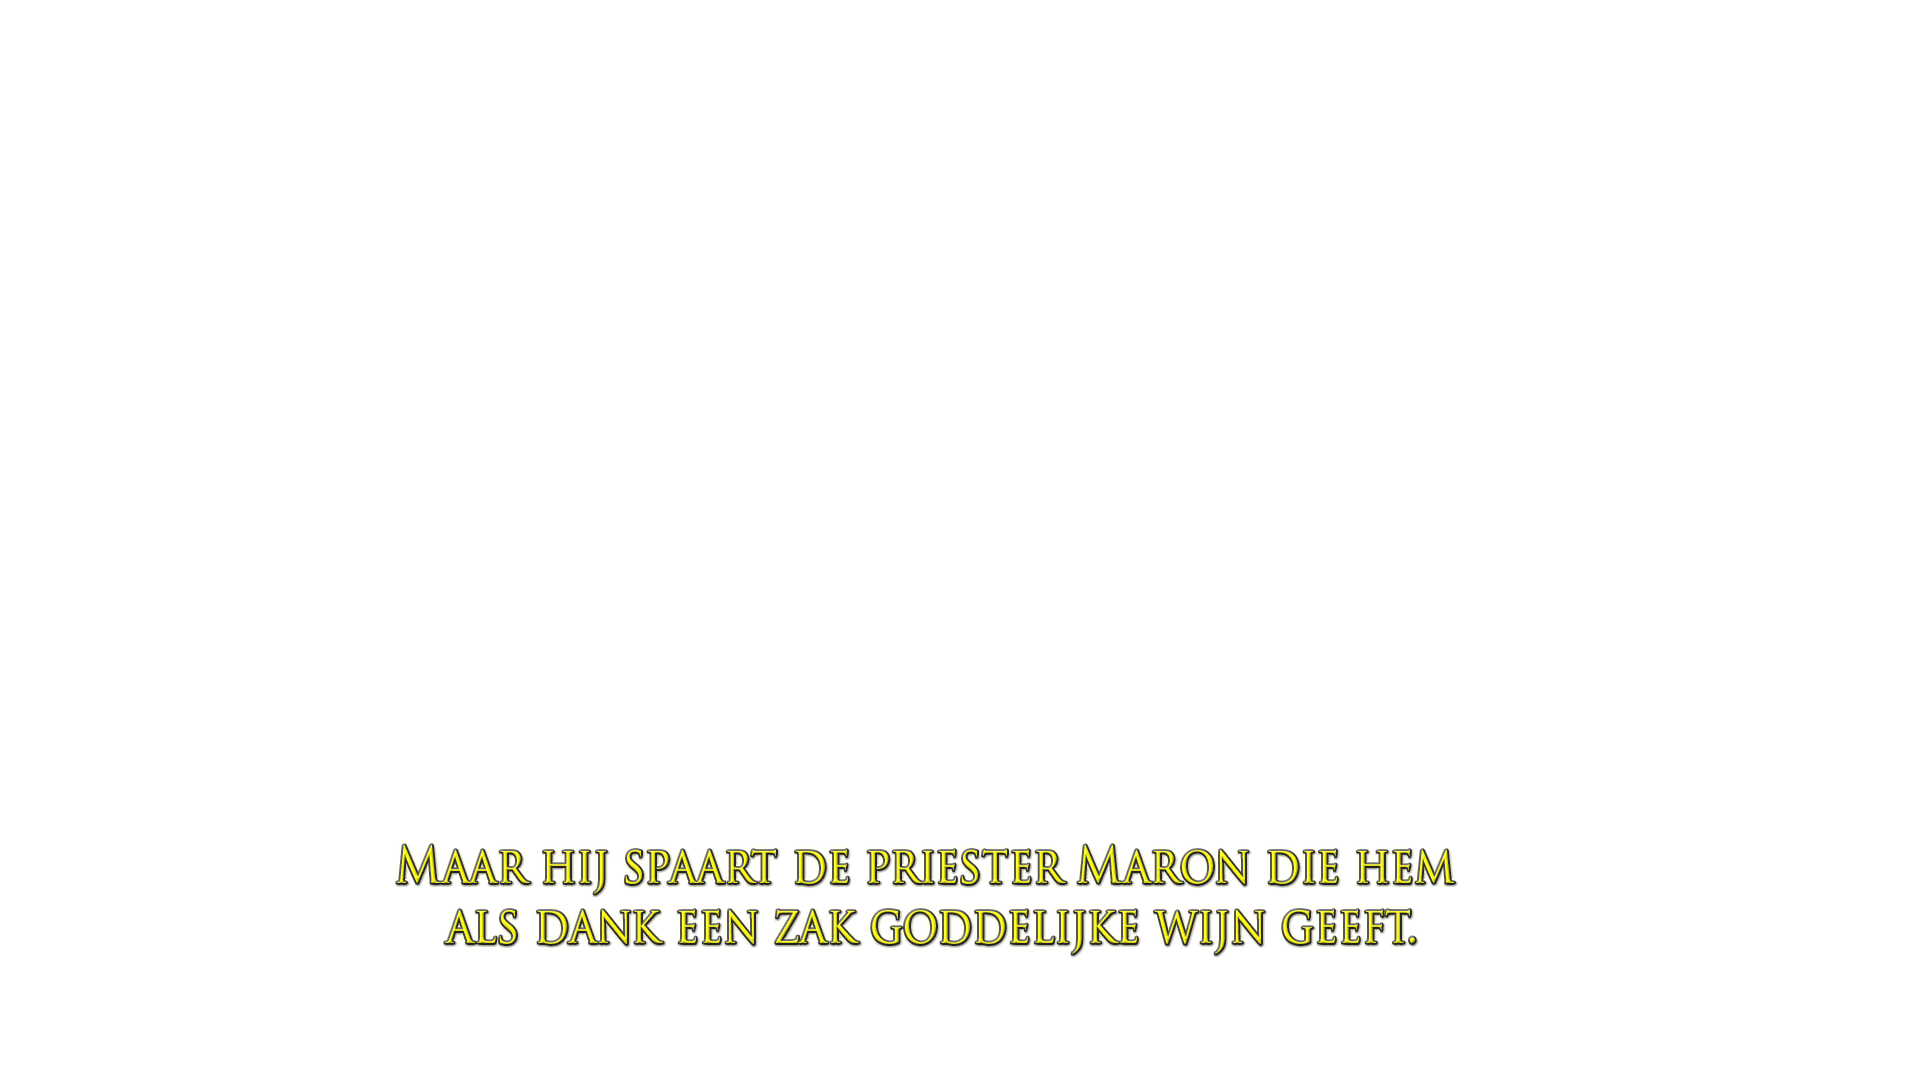 Maar hij spaart de priester Maron die hem
als dank een zak goddelijke wijn geeft.